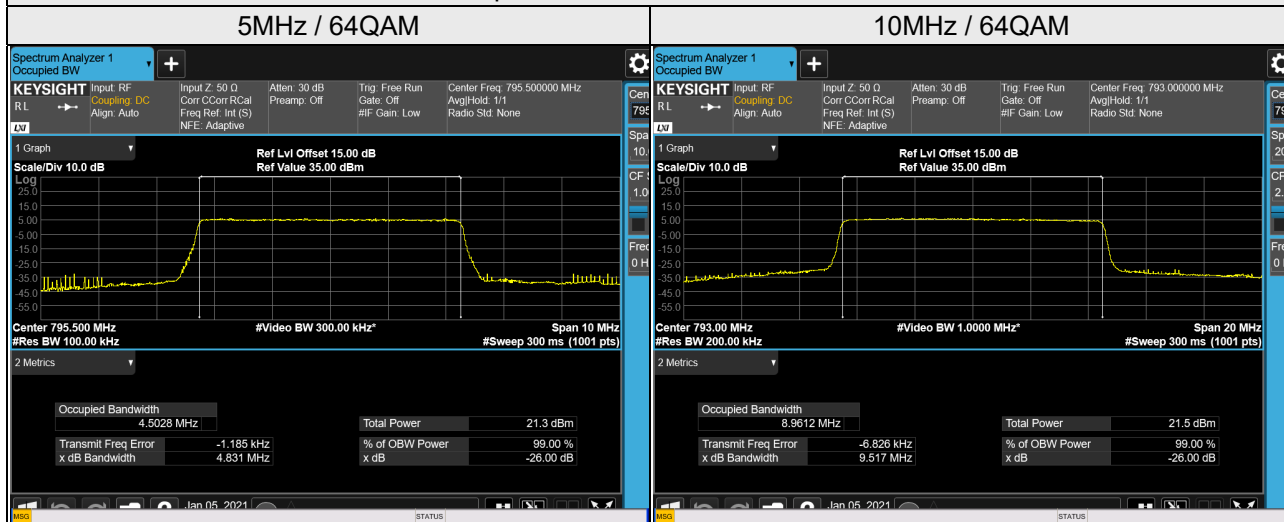 5MHz / 64QAM
Spectrum Analyzer 1
Occupied BW
KEYSIGHT
RL
LXI
Input: RF
Coupling: DC
Align: Auto
Input Z: 50 Ω
Corr CCorr RCal
Freq Ref: Int (S)
NFE: Adaptive
Atten: 30 dB
Preamp: Off
Trig: Free Run
Gate: Off
#IF Gain: Low
Center Freq: 795.500000 MHz
Avg|Hold: 1/1
Radio Std: None
1 Graph
Scale/Div 10.0 dB
Ref Lvl Offset 15.00 dB
Ref Value 35.00 dBm
Log
25.0
15.0
5.00
-5.00
-15.0
-25.0
-35.0
-45.0
-55.0
Center 795.500 MHz
#Res BW 100.00 kHz
#Video BW 300.00 kHz*
Span 10 MHz
#Sweep 300 ms (1001 pts)
2 Metrics
Occupied Bandwidth
4.5028 MHz
Total Power 21.3 dBm
Transmit Freq Error -1.185 kHz
% of OBW Power 99.00 %
x dB Bandwidth 4.831 MHz
x dB -26.00 dB
Jan 05, 2021
MSG
STATUS
10MHz / 64QAM
Spectrum Analyzer 1
Occupied BW
KEYSIGHT
RL
LXI
Input: RF
Coupling: DC
Align: Auto
Input Z: 50 Ω
Corr CCorr RCal
Freq Ref: Int (S)
NFE: Adaptive
Atten: 30 dB
Preamp: Off
Trig: Free Run
Gate: Off
#IF Gain: Low
Center Freq: 793.000000 MHz
Avg|Hold: 1/1
Radio Std: None
1 Graph
Scale/Div 10.0 dB
Ref Lvl Offset 15.00 dB
Ref Value 35.00 dBm
Log
25.0
15.0
5.00
-5.00
-15.0
-25.0
-35.0
-45.0
-55.0
Center 793.00 MHz
#Res BW 200.00 kHz
#Video BW 1.0000 MHz*
Span 20 MHz
#Sweep 300 ms (1001 pts)
2 Metrics
Occupied Bandwidth
8.9612 MHz
Total Power 21.5 dBm
Transmit Freq Error -6.826 kHz
% of OBW Power 99.00 %
x dB Bandwidth 9.517 MHz
x dB -26.00 dB
Jan 05, 2021
MSG
STATUS